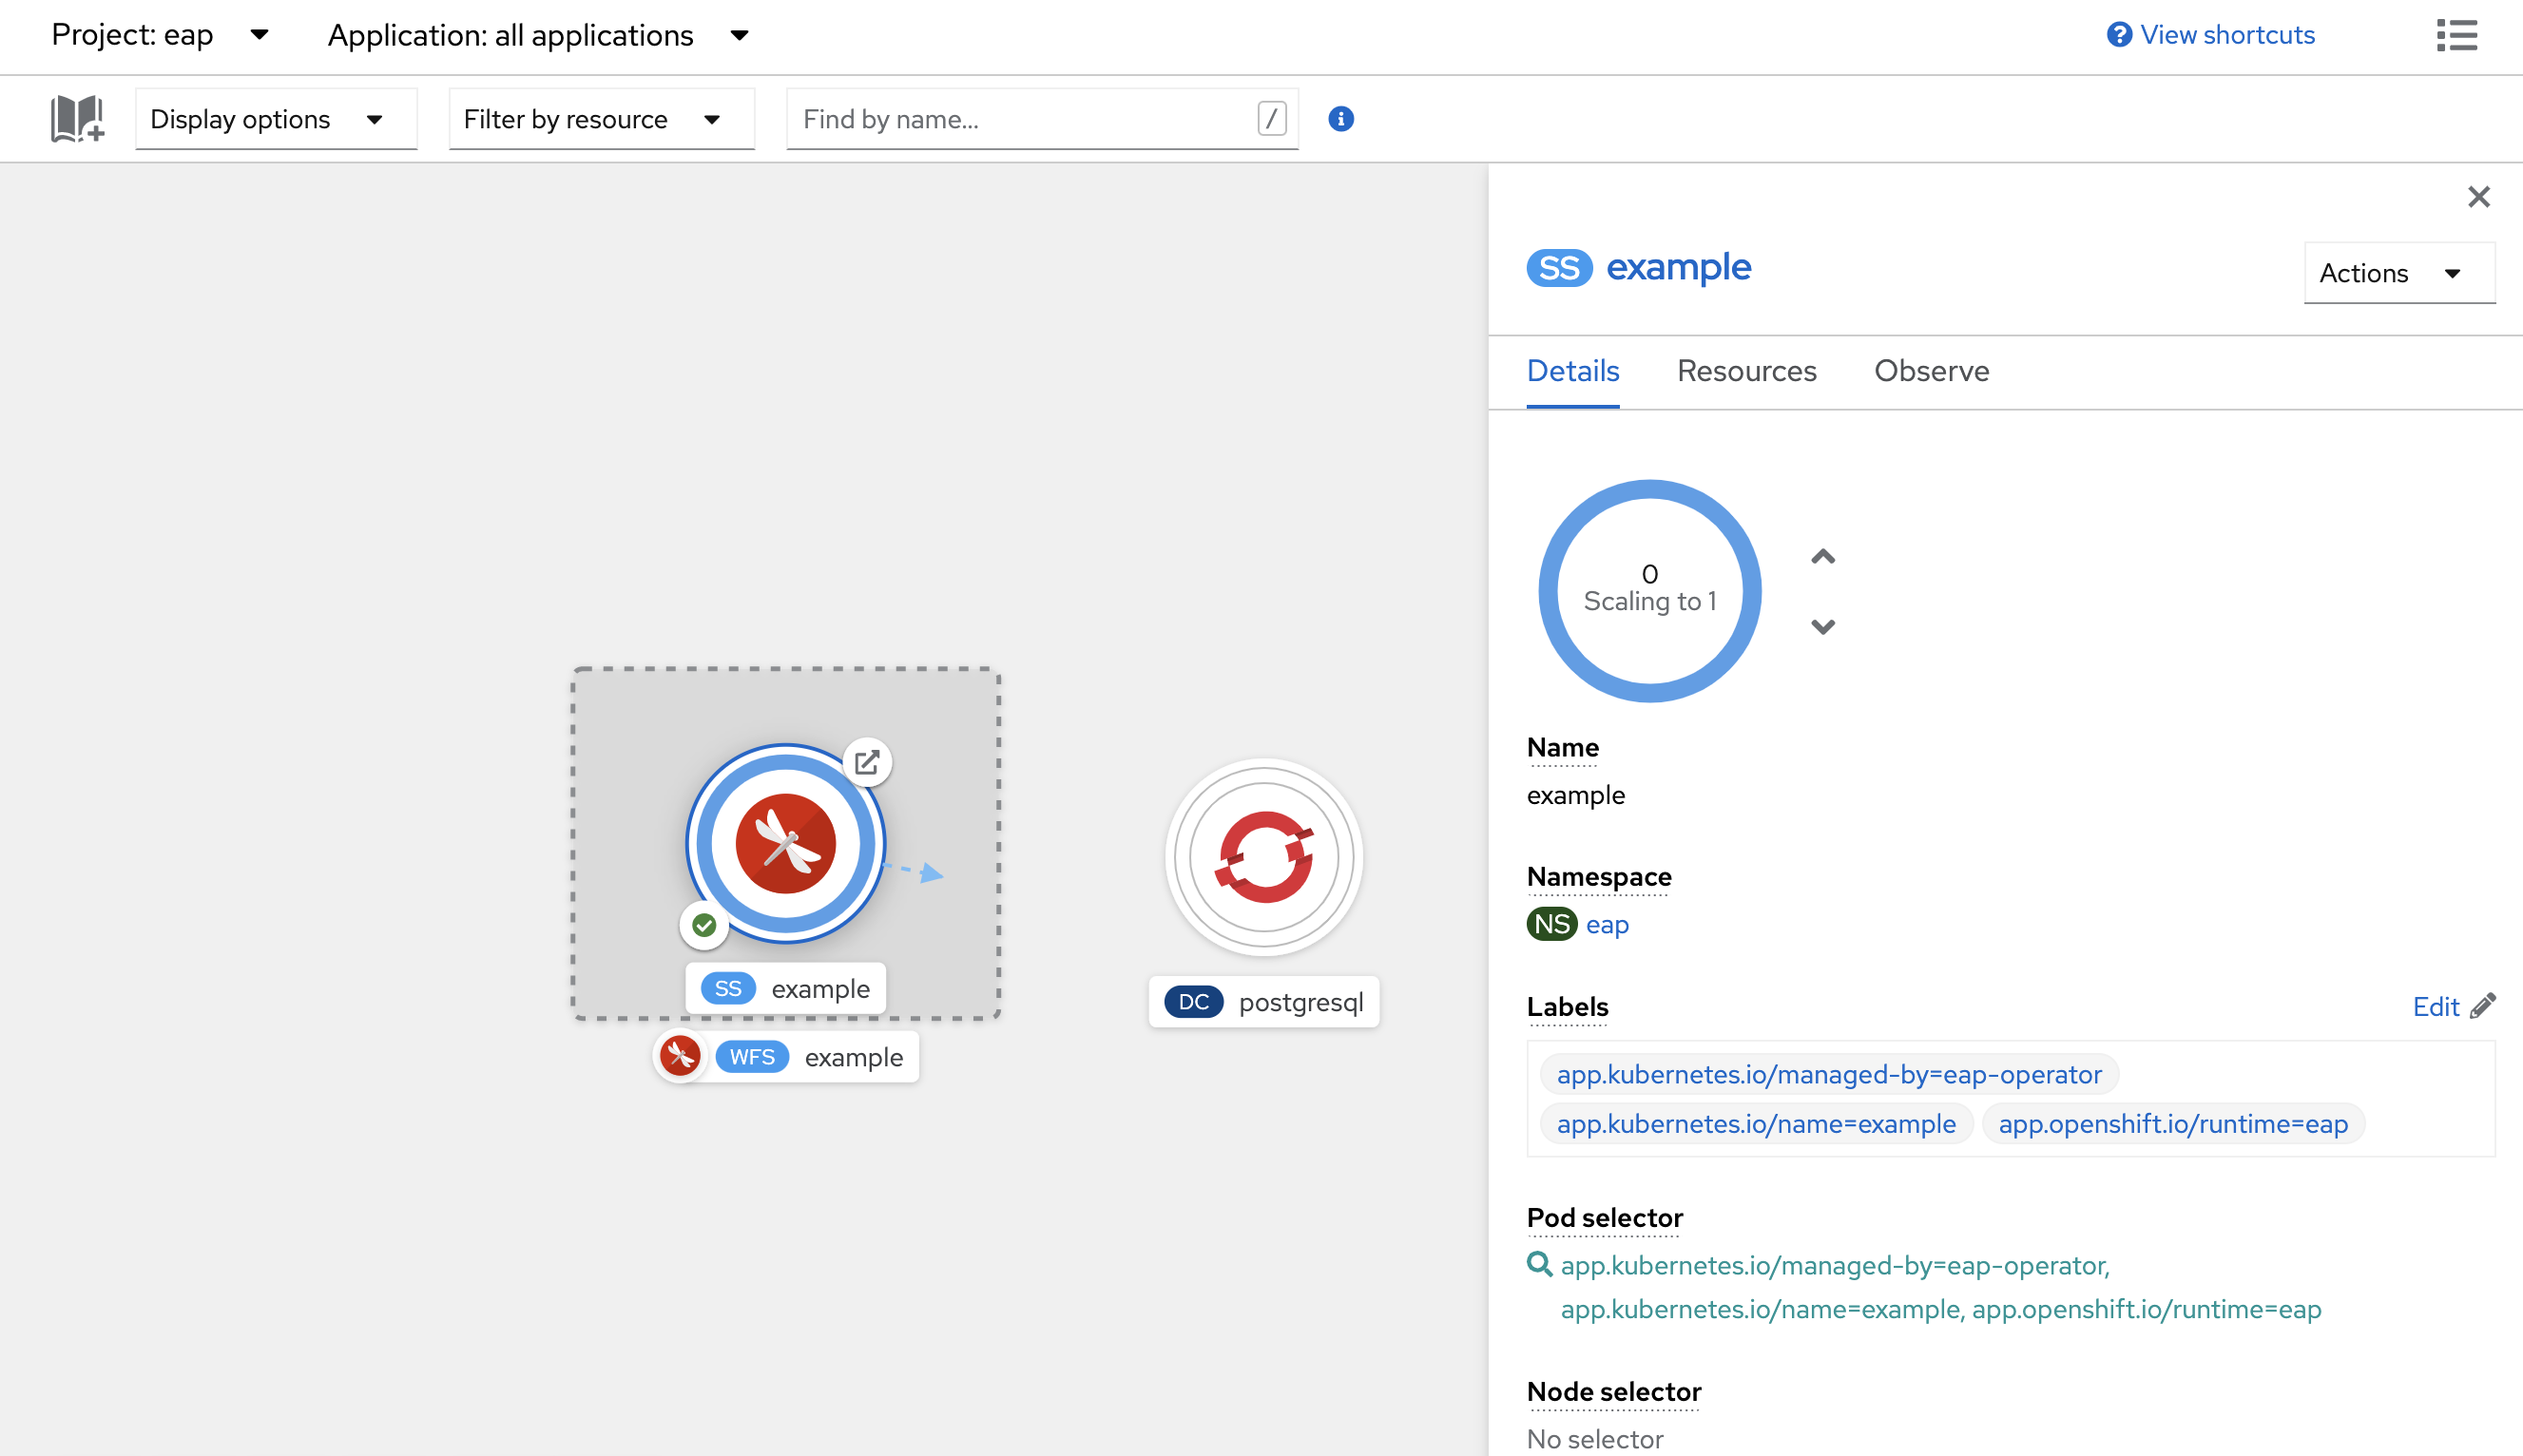 Project: eap
Application: all applications
View shortcuts
Display options
Filter by resource
Find by name...
/
SS example
Actions
Details
Resources
Observe
0
Scaling to 1
Name
example
Namespace
NS eap
Labels
Edit
app.kubernetes.io/managed-by=eap-operator
app.kubernetes.io/name=example app.openshift.io/runtime=eap
Pod selector
app.kubernetes.io/managed-by=eap-operator,
app.kubernetes.io/name=example, app.openshift.io/runtime=eap
Node selector
No selector
SS example
WFS example
DC postgresql